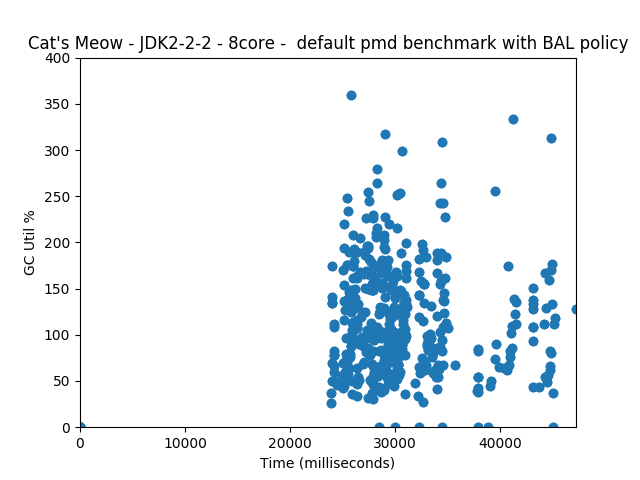 Cat's Meow - JDK2-2-2 - 8core -  default pmd benchmark with BAL policy
400
350
300
250
200
150
100
50
0
GC Util %
0 10000 20000 30000 40000
Time (milliseconds)